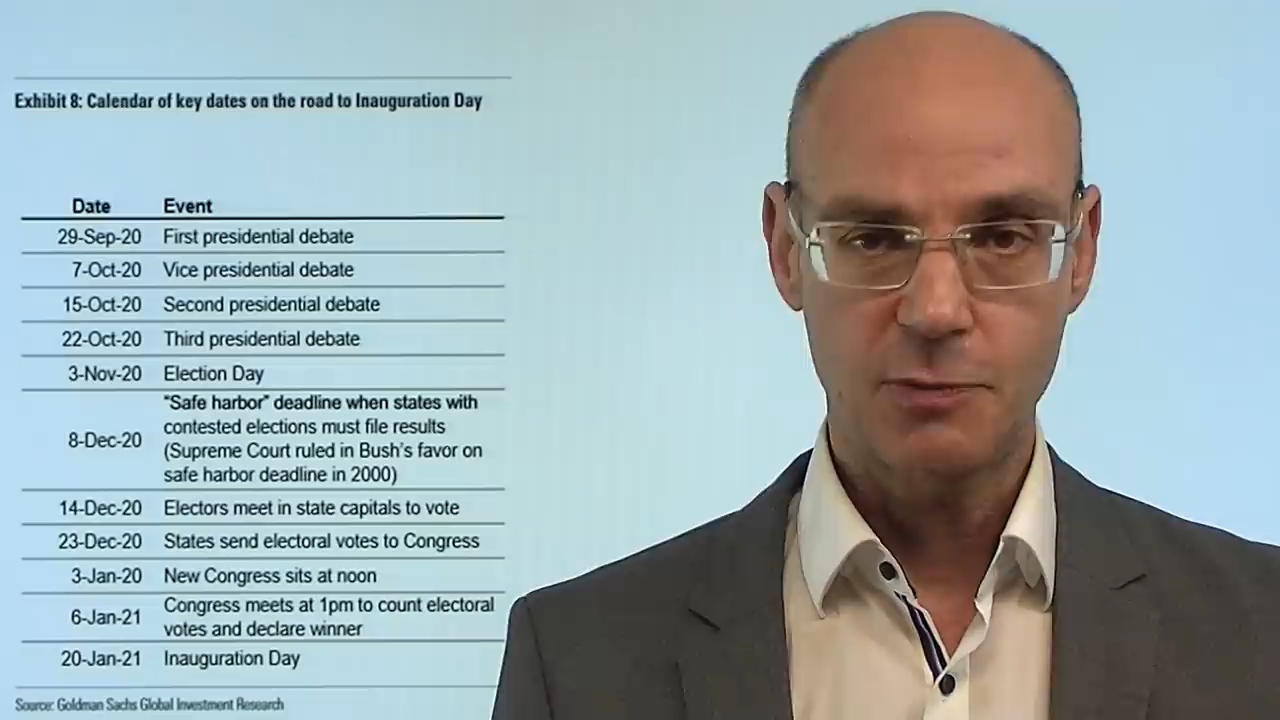 Exhibit 8: Calendar of key dates on the road to Inauguration Day
Date Event
29-Sep-20 First presidential debate
7-Oct-20 Vice presidential debate
15-Oct-20 Second presidential debate
22-Oct-20 Third presidential debate
3-Nov-20 Election Day
"Safe harbor" deadline when states with
contested elections must file results
8-Dec-20
(Supreme Court ruled in Bush's favor on
safe harbor deadline in 2000)
14-Dec-20 Electors meet in state capitals to vote
23-Dec-20 States send electoral votes to Congress
3-Jan-20 New Congress sits at noon
6-Jan-21
Congress meets at 1pm to count electoral
votes and declare winner
20-Jan-21 Inauguration Day
Source: Goldman Sachs Global Investment Research